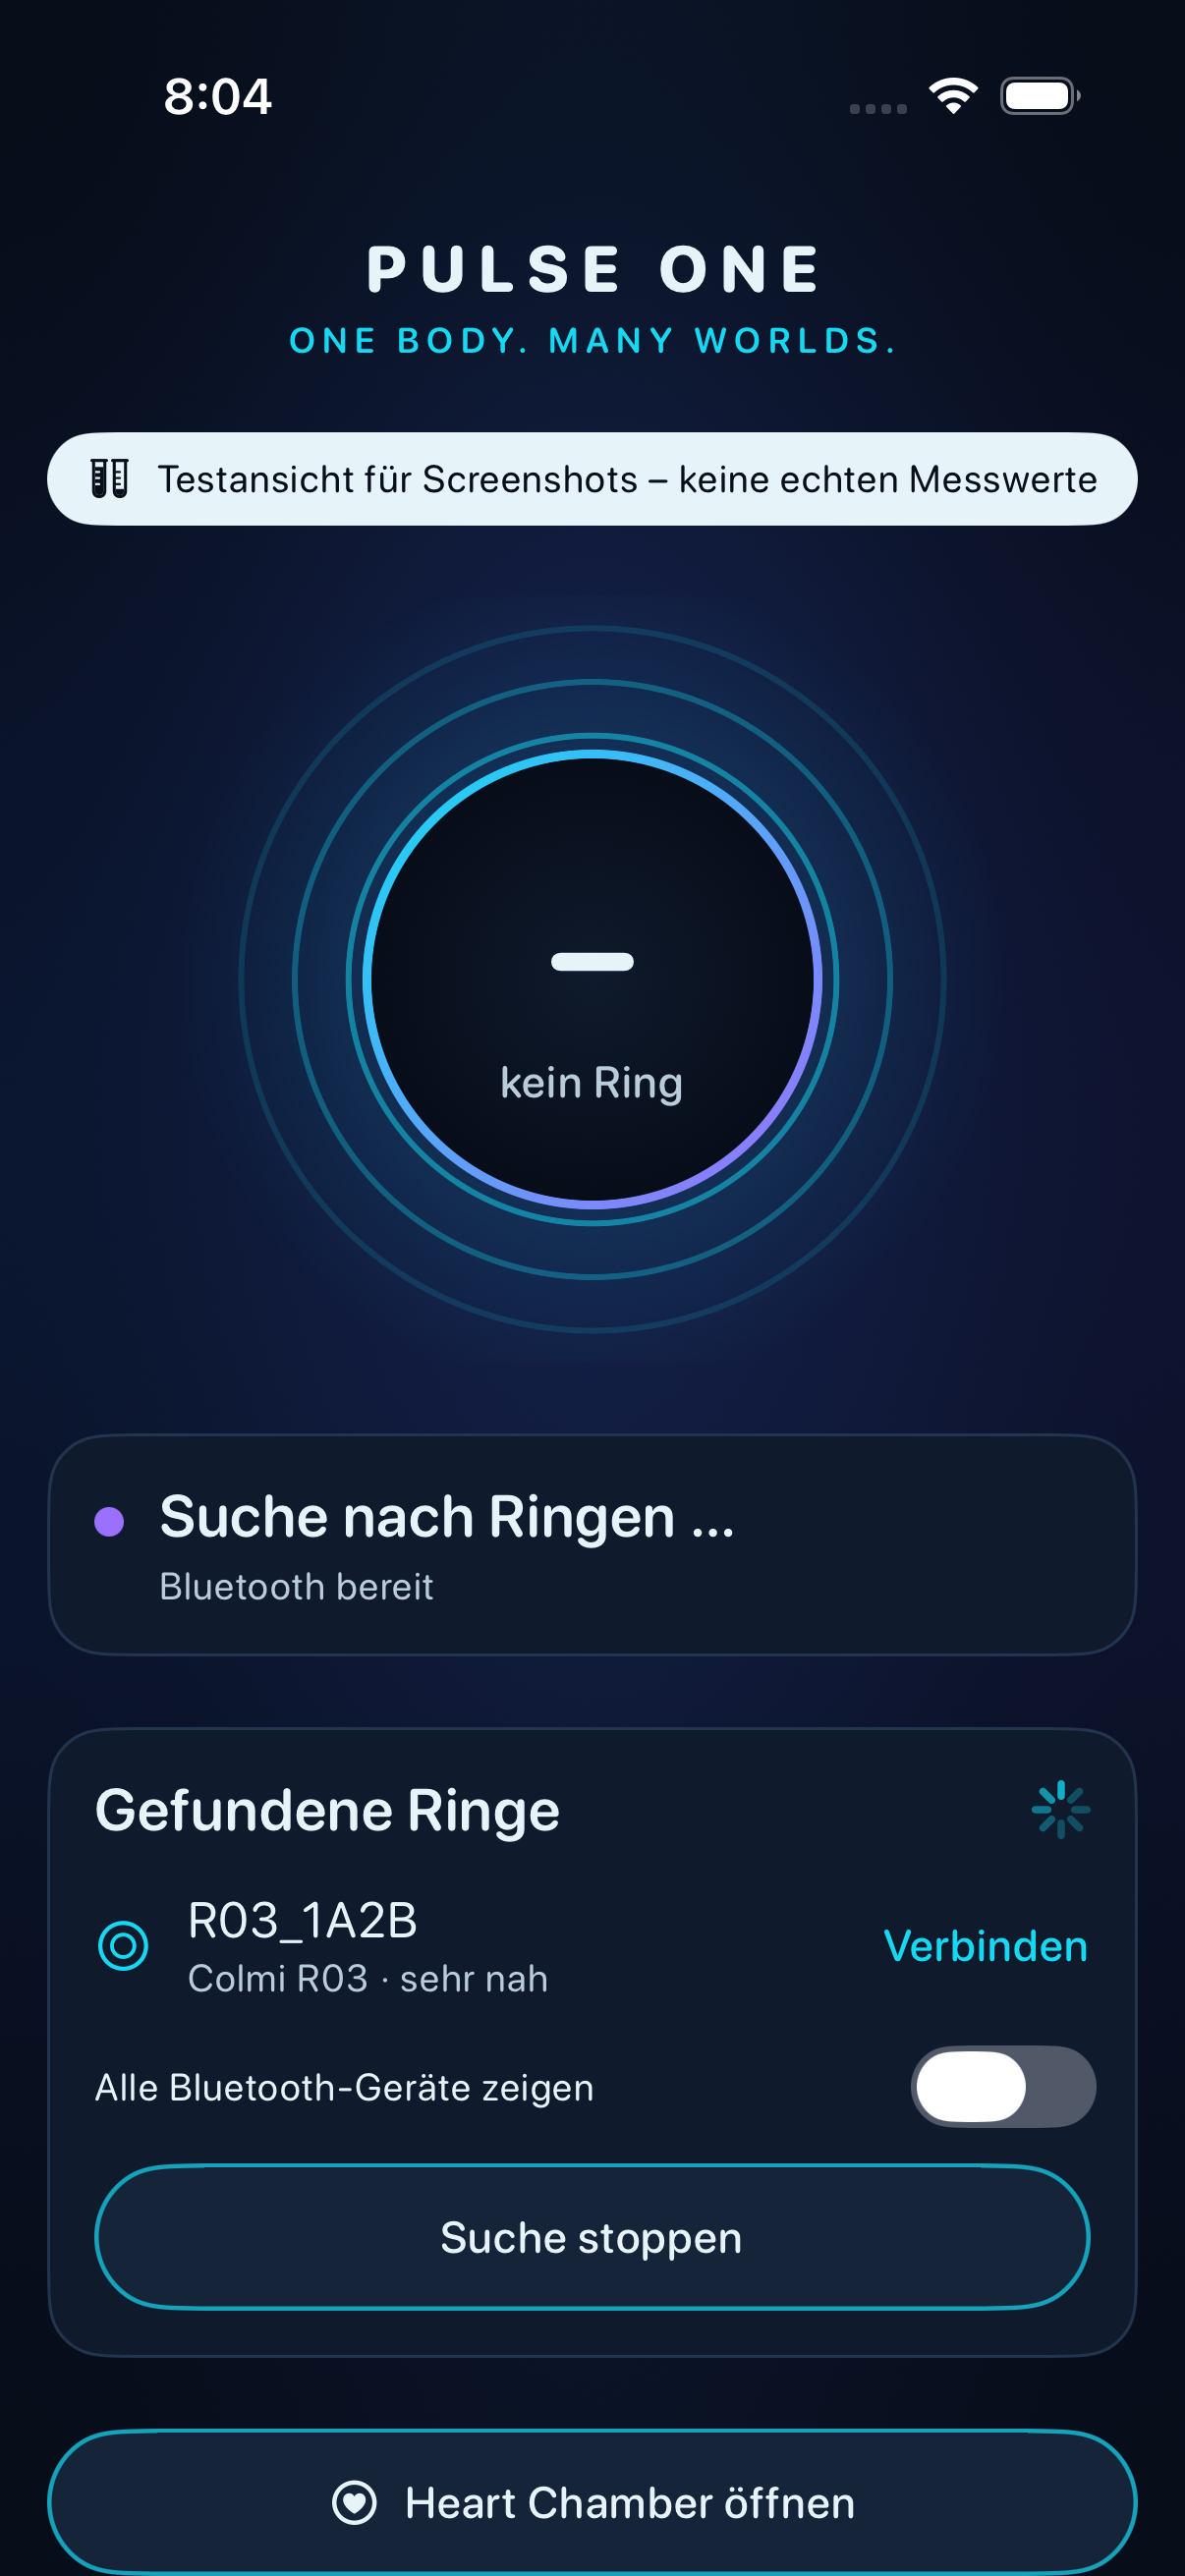 8:04
PULSE ONE
ONE BODY. MANY WORLDS.
Testansicht für Screenshots – keine echten Messwerte
–
kein Ring
Suche nach Ringen ...
Bluetooth bereit
Gefundene Ringe
R03_1A2B
Colmi R03 · sehr nah
Verbinden
Alle Bluetooth-Geräte zeigen
Suche stoppen
Heart Chamber öffnen